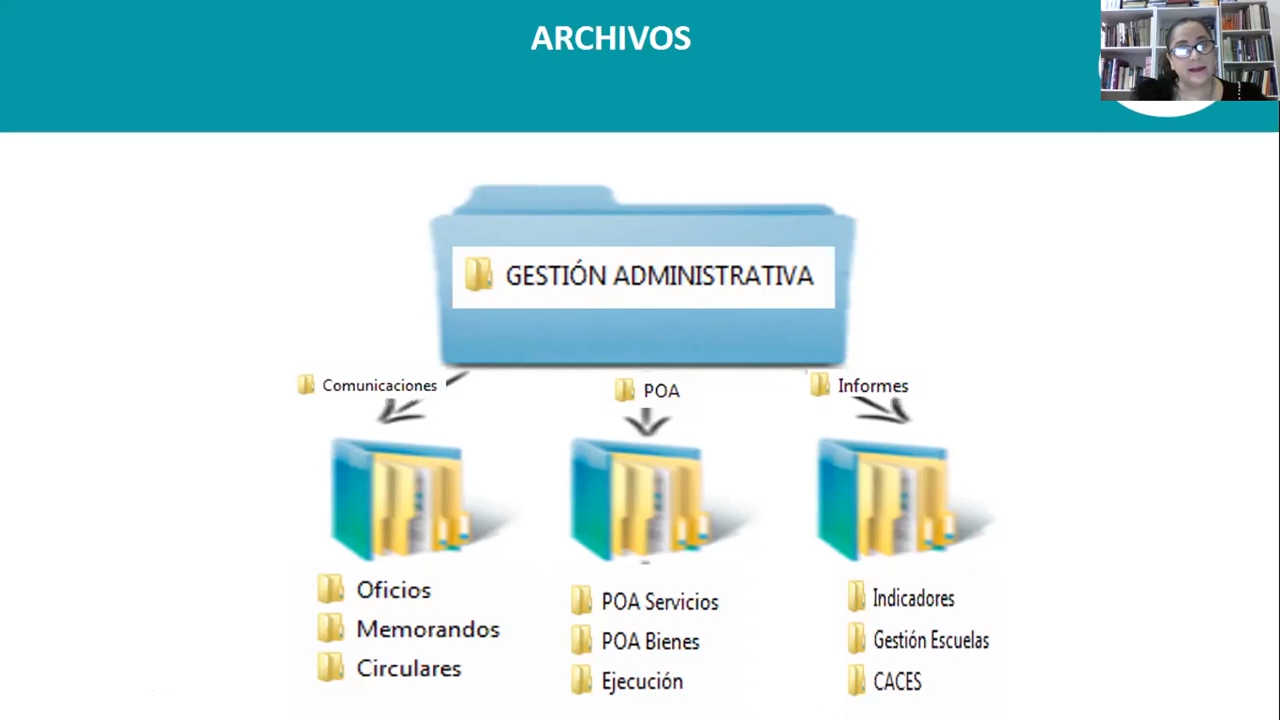 ARCHIVOS
GESTIÓN ADMINISTRATIVA
Comunicaciones
POA
Informes
Oficios
Memorandos
Circulares
POA Servicios
POA Bienes
Ejecución
Indicadores
Gestión Escuelas
CACES